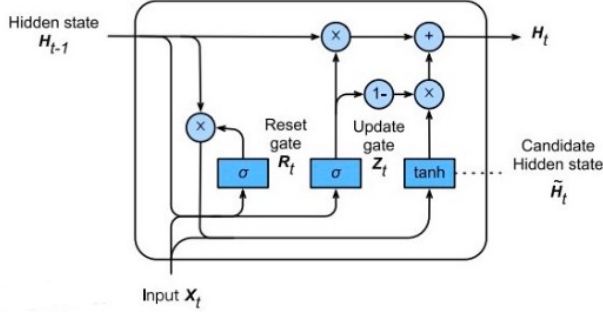 Hidden state
H_{t-1}
×
+
H_t
1-
×
×
Reset
gate
R_t
Update
gate
Z_t
σ
σ
tanh
Candidate
Hidden state
H̃_t
Input X_t